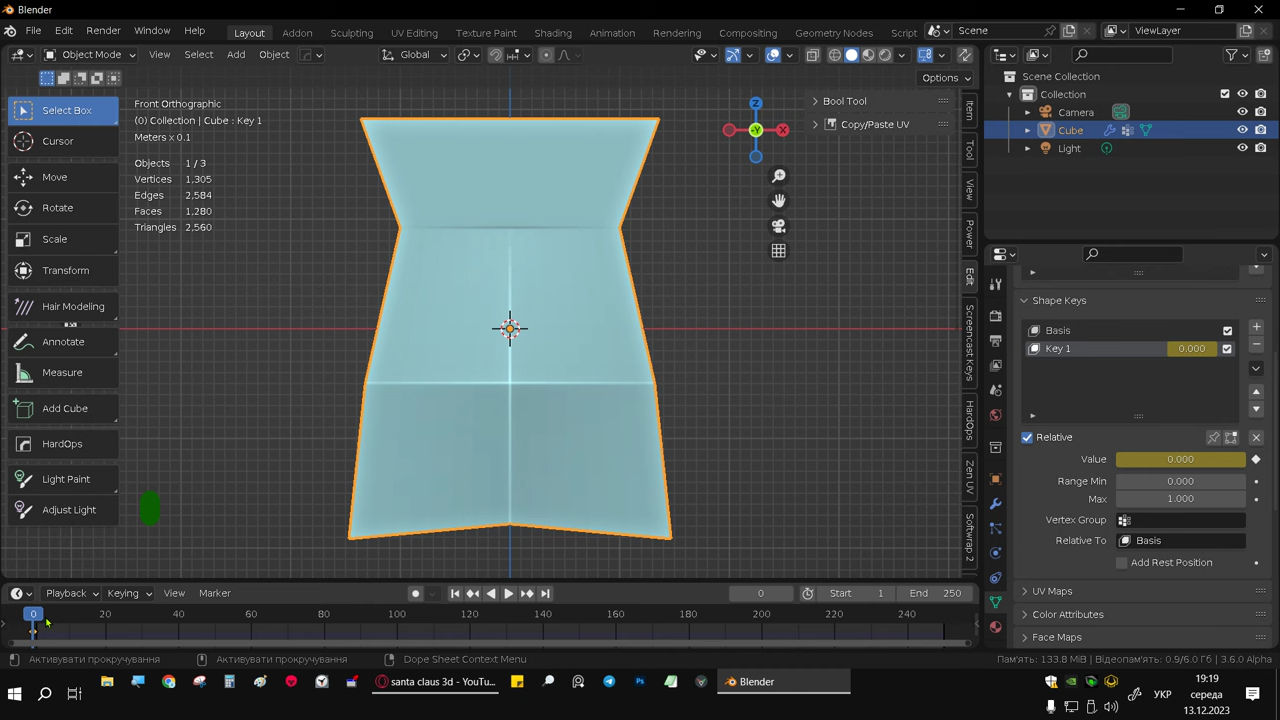 Blender
File Edit Render Window Help Layout Addon Sculpting UV Editing Texture Paint Shading Animation Rendering Compositing Geometry Nodes Script Scene ViewLayer
Object Mode View Select Add Object Global
Options
Select Box
Cursor
Move
Rotate
Scale
Transform
Hair Modeling
Annotate
Measure
Add Cube
HardOps
Light Paint
Adjust Light
Front Orthographic
(0) Collection | Cube : Key 1
Meters x 0.1
Objects 1 / 3
Vertices 1,305
Edges 2,584
Faces 1,280
Triangles 2,560
Bool Tool
Copy/Paste UV
Z
X
-Y
Item
Tool
View
Power
Edit
Screencast Keys
HardOps
Zen UV
Softwrap 2
Scene Collection
Collection
Camera
Cube
Light
Shape Keys
Basis
Key 1 0.000
Relative
Value 0.000
Range Min 0.000
Max 1.000
Vertex Group
Relative To Basis
Add Rest Position
UV Maps
Color Attributes
Face Maps
Playback Keying View Marker 0 Start 1 End 250
0 20 40 60 80 100 120 140 160 180 200 220 240
Активувати прокручування Активувати прокручування Dope Sheet Context Menu Пам'ять: 133.8 MiB | Відеопам'ять: 0.9/6.0 Гі | 3.6.0 Альфа
santa claus 3d - YouTu... Blender
УКР
19:19
середа
13.12.2023